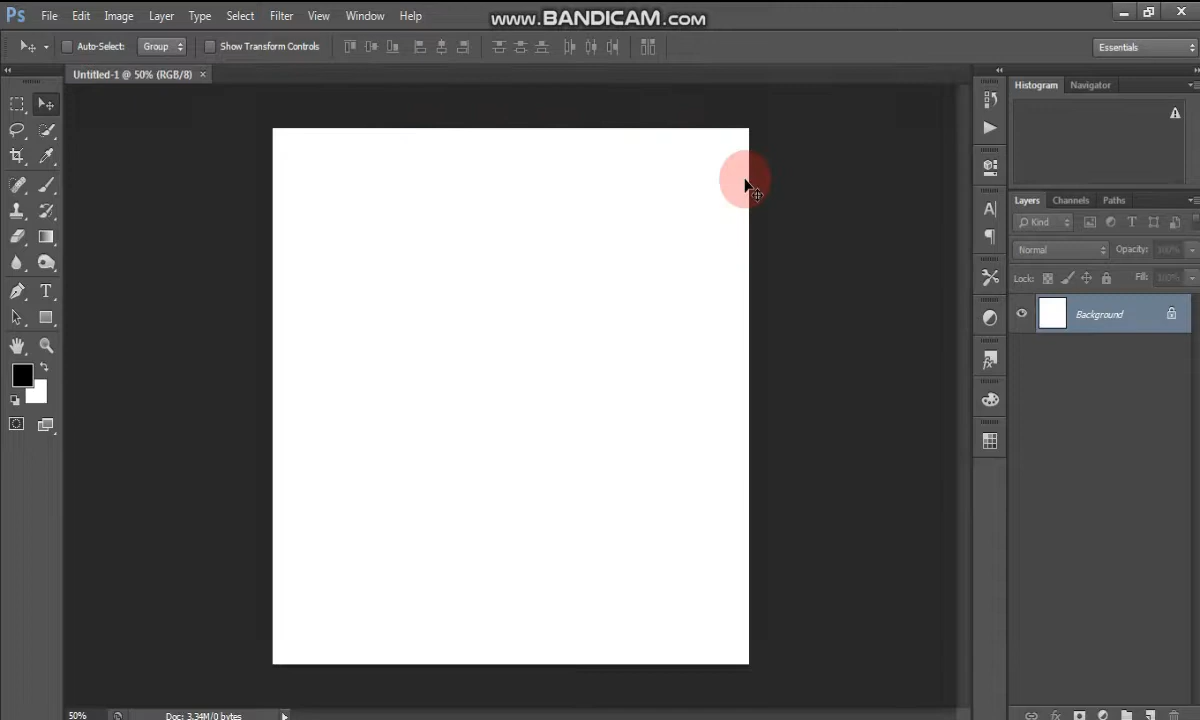 Ps File Edit Image Layer Type Select Filter View Window Help
www.BANDICAM.com
Auto-Select: Group Show Transform Controls Essentials
Untitled-1 @ 50% (RGB/8) ×
Histogram Navigator
Layers Channels Paths
Kind
Normal Opacity: 100%
Lock: Fill: 100%
Background
50% Doc: 3.34M/0 bytes